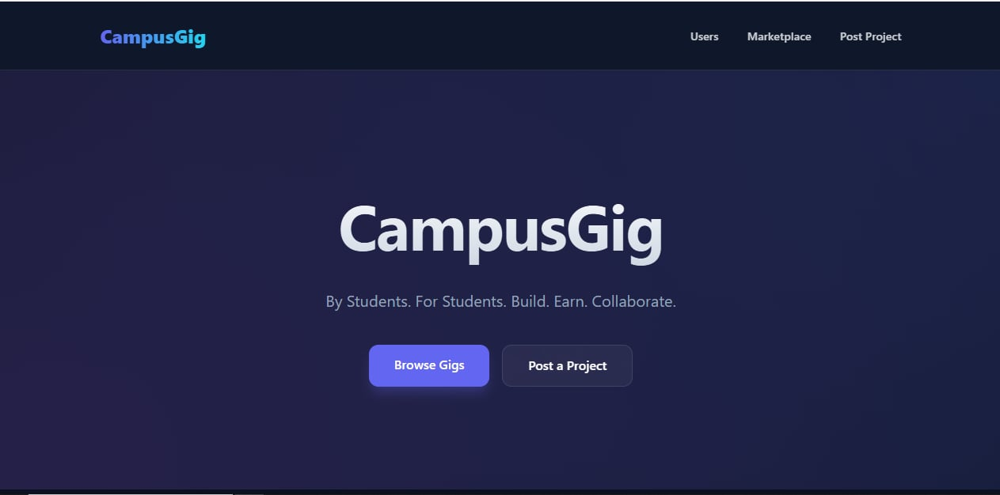 CampusGig
Users Marketplace Post Project
CampusGig
By Students. For Students. Build. Earn. Collaborate.
Browse Gigs Post a Project